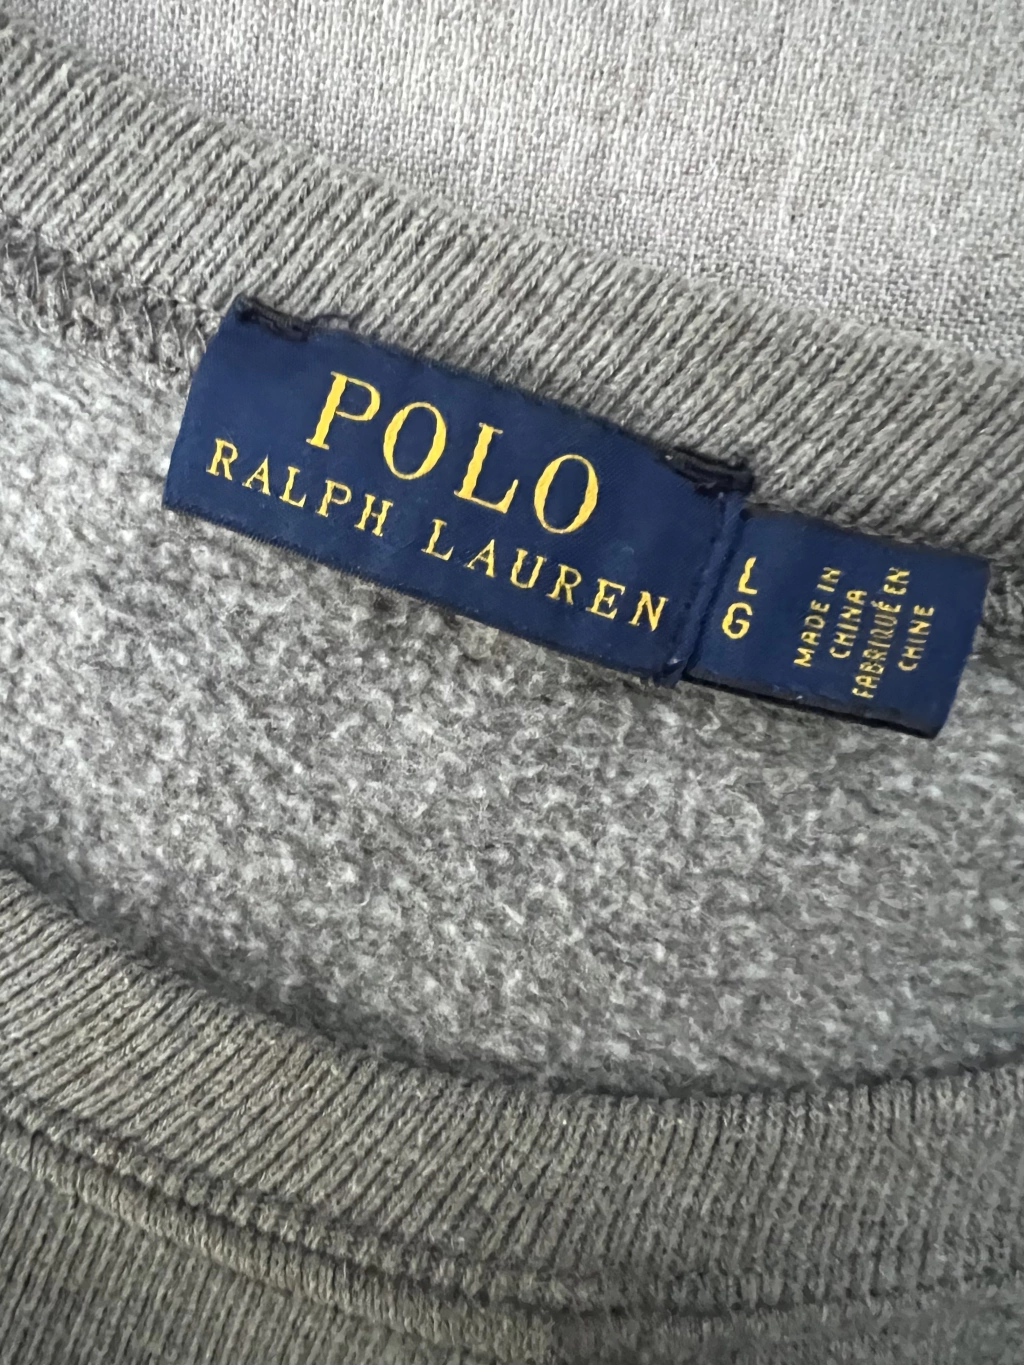 POLO
RALPH LAUREN
L
G
MADE IN
CHINA
FABRIQUÉ EN
CHINE